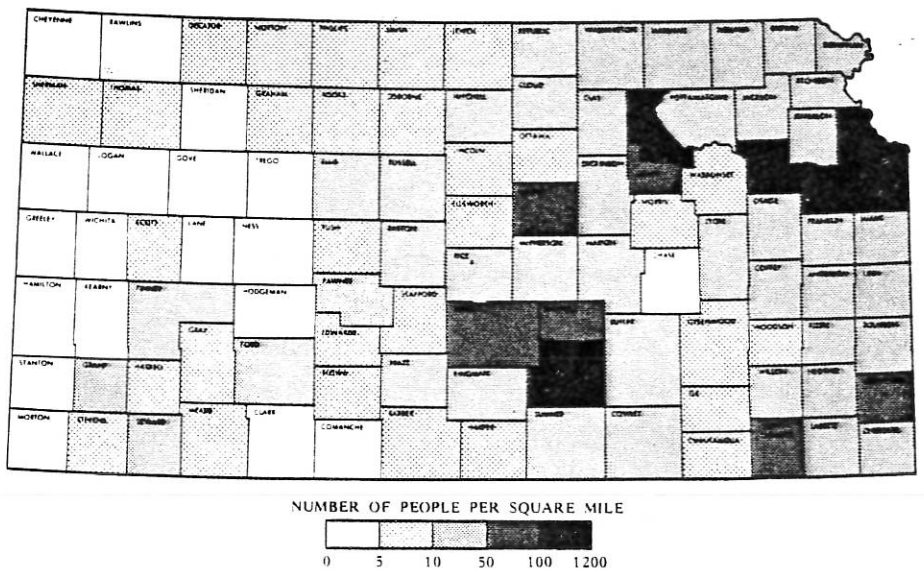 CHEYENNE RAWLINS DECATUR NORTON PHILLIPS SMITH JEWELL REPUBLIC WASHINGTON MARSHALL NEMAHA BROWN DONIPHAN
SHERMAN THOMAS SHERIDAN GRAHAM ROOKS OSBORNE MITCHELL CLOUD CLAY POTTAWATOMIE JACKSON ATCHISON
OTTAWA JEFFERSON
WALLACE LOGAN GOVE TREGO ELLIS RUSSELL LINCOLN DICKINSON WABAUNSEE
ELLSWORTH MORRIS OSAGE
GREELEY WICHITA SCOTT LANE NESS RUSH BARTON LYON FRANKLIN MIAMI
RICE McPHERSON MARION CHASE
HAMILTON KEARNY FINNEY HODGEMAN PAWNEE STAFFORD COFFEY ANDERSON LINN
GRAY FORD EDWARDS BUTLER GREENWOOD WOODSON ALLEN BOURBON
STANTON GRANT HASKELL KIOWA PRATT KINGMAN ELK WILSON NEOSHO
MORTON STEVENS SEWARD MEADE CLARK COMANCHE BARBER HARPER SUMNER COWLEY CHAUTAUQUA LABETTE CHEROKEE
NUMBER OF PEOPLE PER SQUARE MILE
0 5 10 50 100 1200